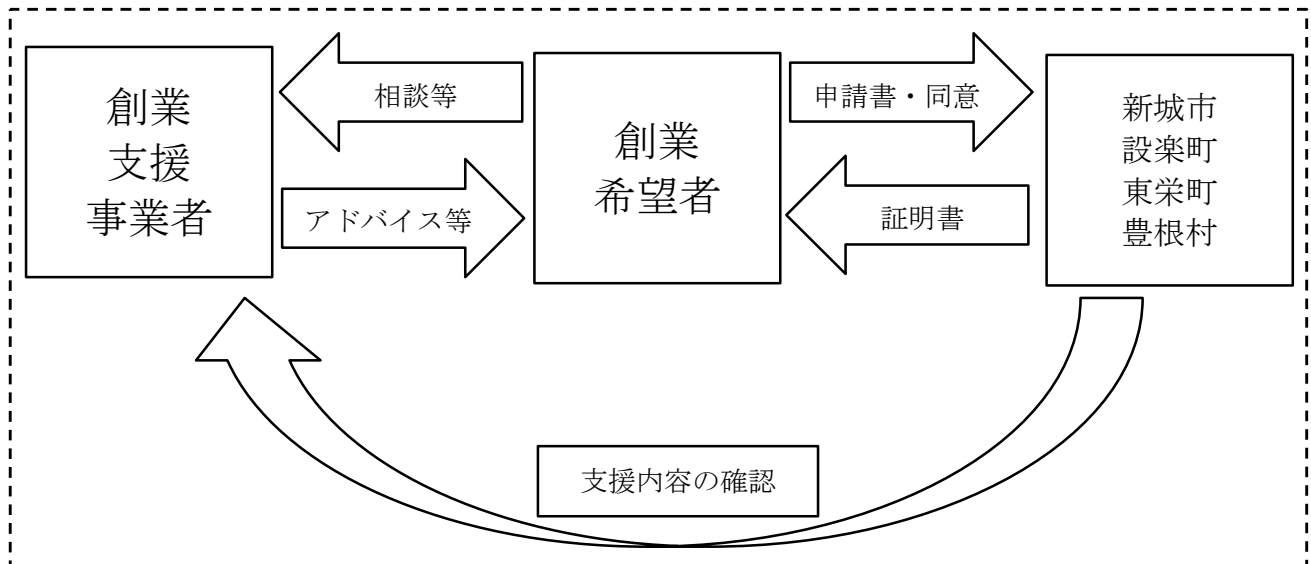 創業
支援
事業者
相談等
アドバイス等
創業
希望者
申請書・同意
証明書
新城市
設楽町
東栄町
豊根村
支援内容の確認